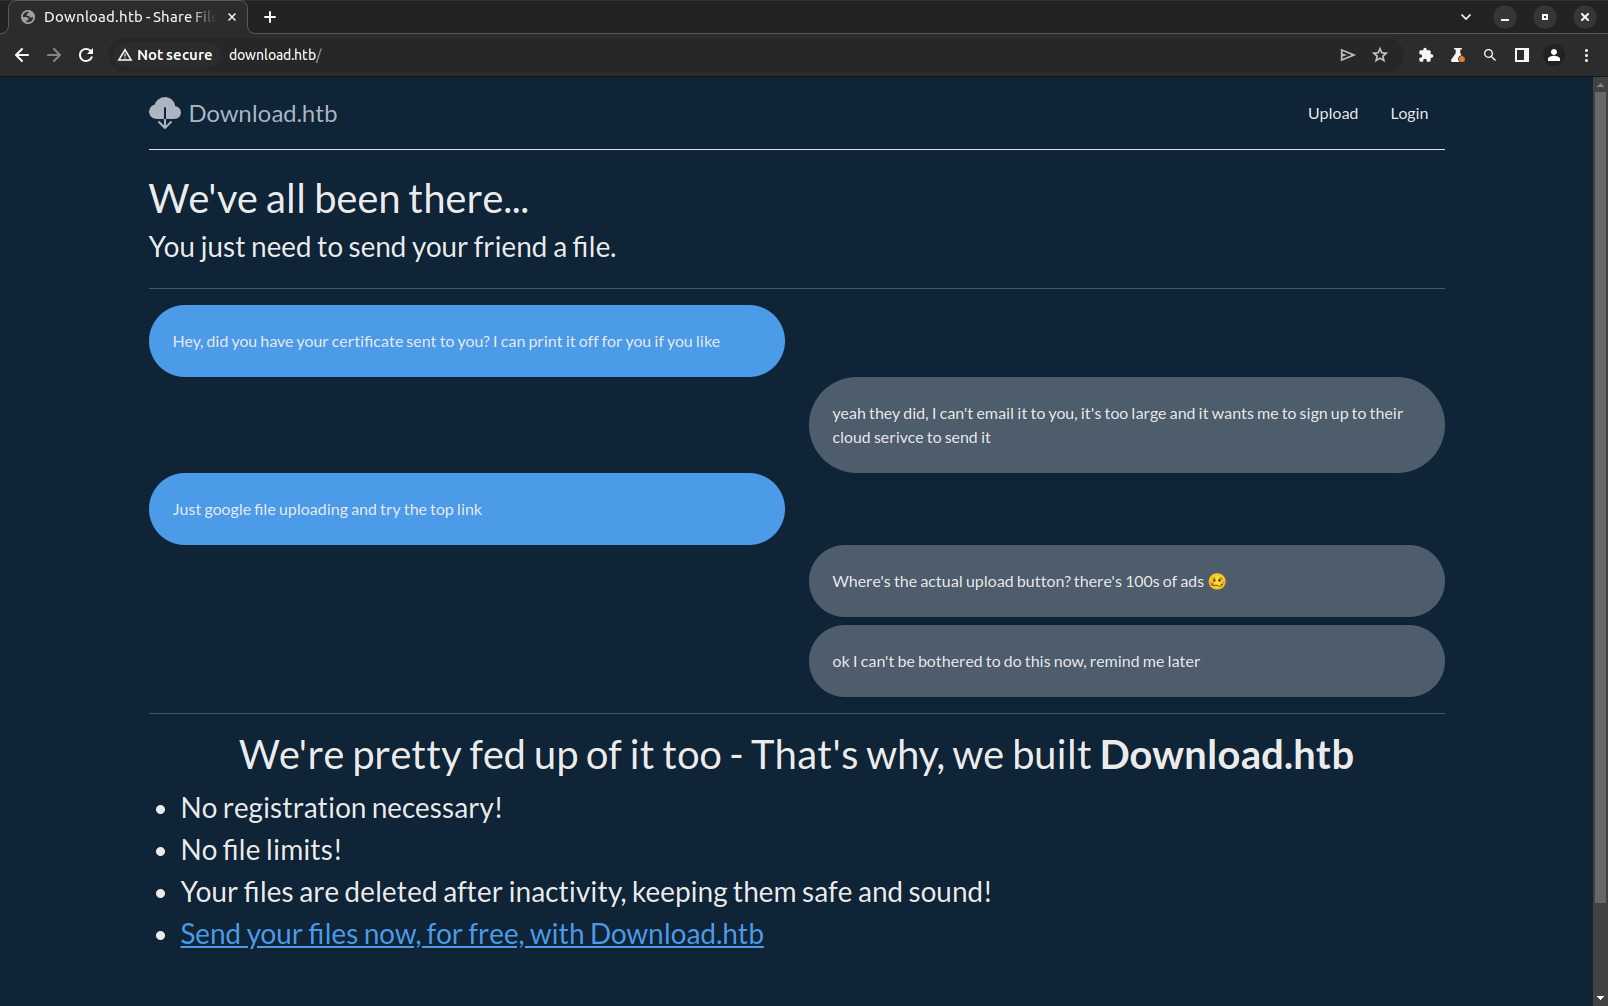 Download.htb - Share Fil
Not secure
download.htb/
Download.htb
Upload
Login
We've all been there...
You just need to send your friend a file.
Hey, did you have your certificate sent to you? I can print it off for you if you like
yeah they did, I can't email it to you, it's too large and it wants me to sign up to their
cloud serivce to send it
Just google file uploading and try the top link
Where's the actual upload button? there's 100s of ads 🥴
ok I can't be bothered to do this now, remind me later
We're pretty fed up of it too - That's why, we built Download.htb
No registration necessary!
No file limits!
Your files are deleted after inactivity, keeping them safe and sound!
Send your files now, for free, with Download.htb